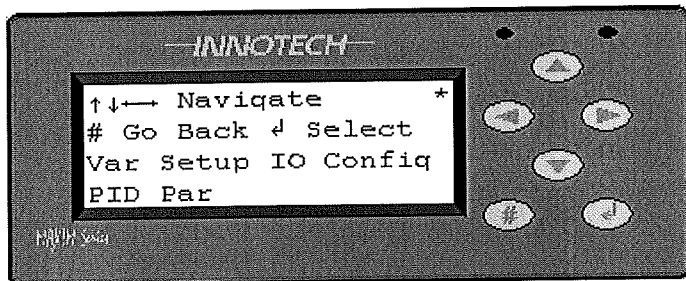 INNOTECH
↑↓←→ Navigate *
# Go Back ↲ Select
Var Setup IO Config
PID Par
#